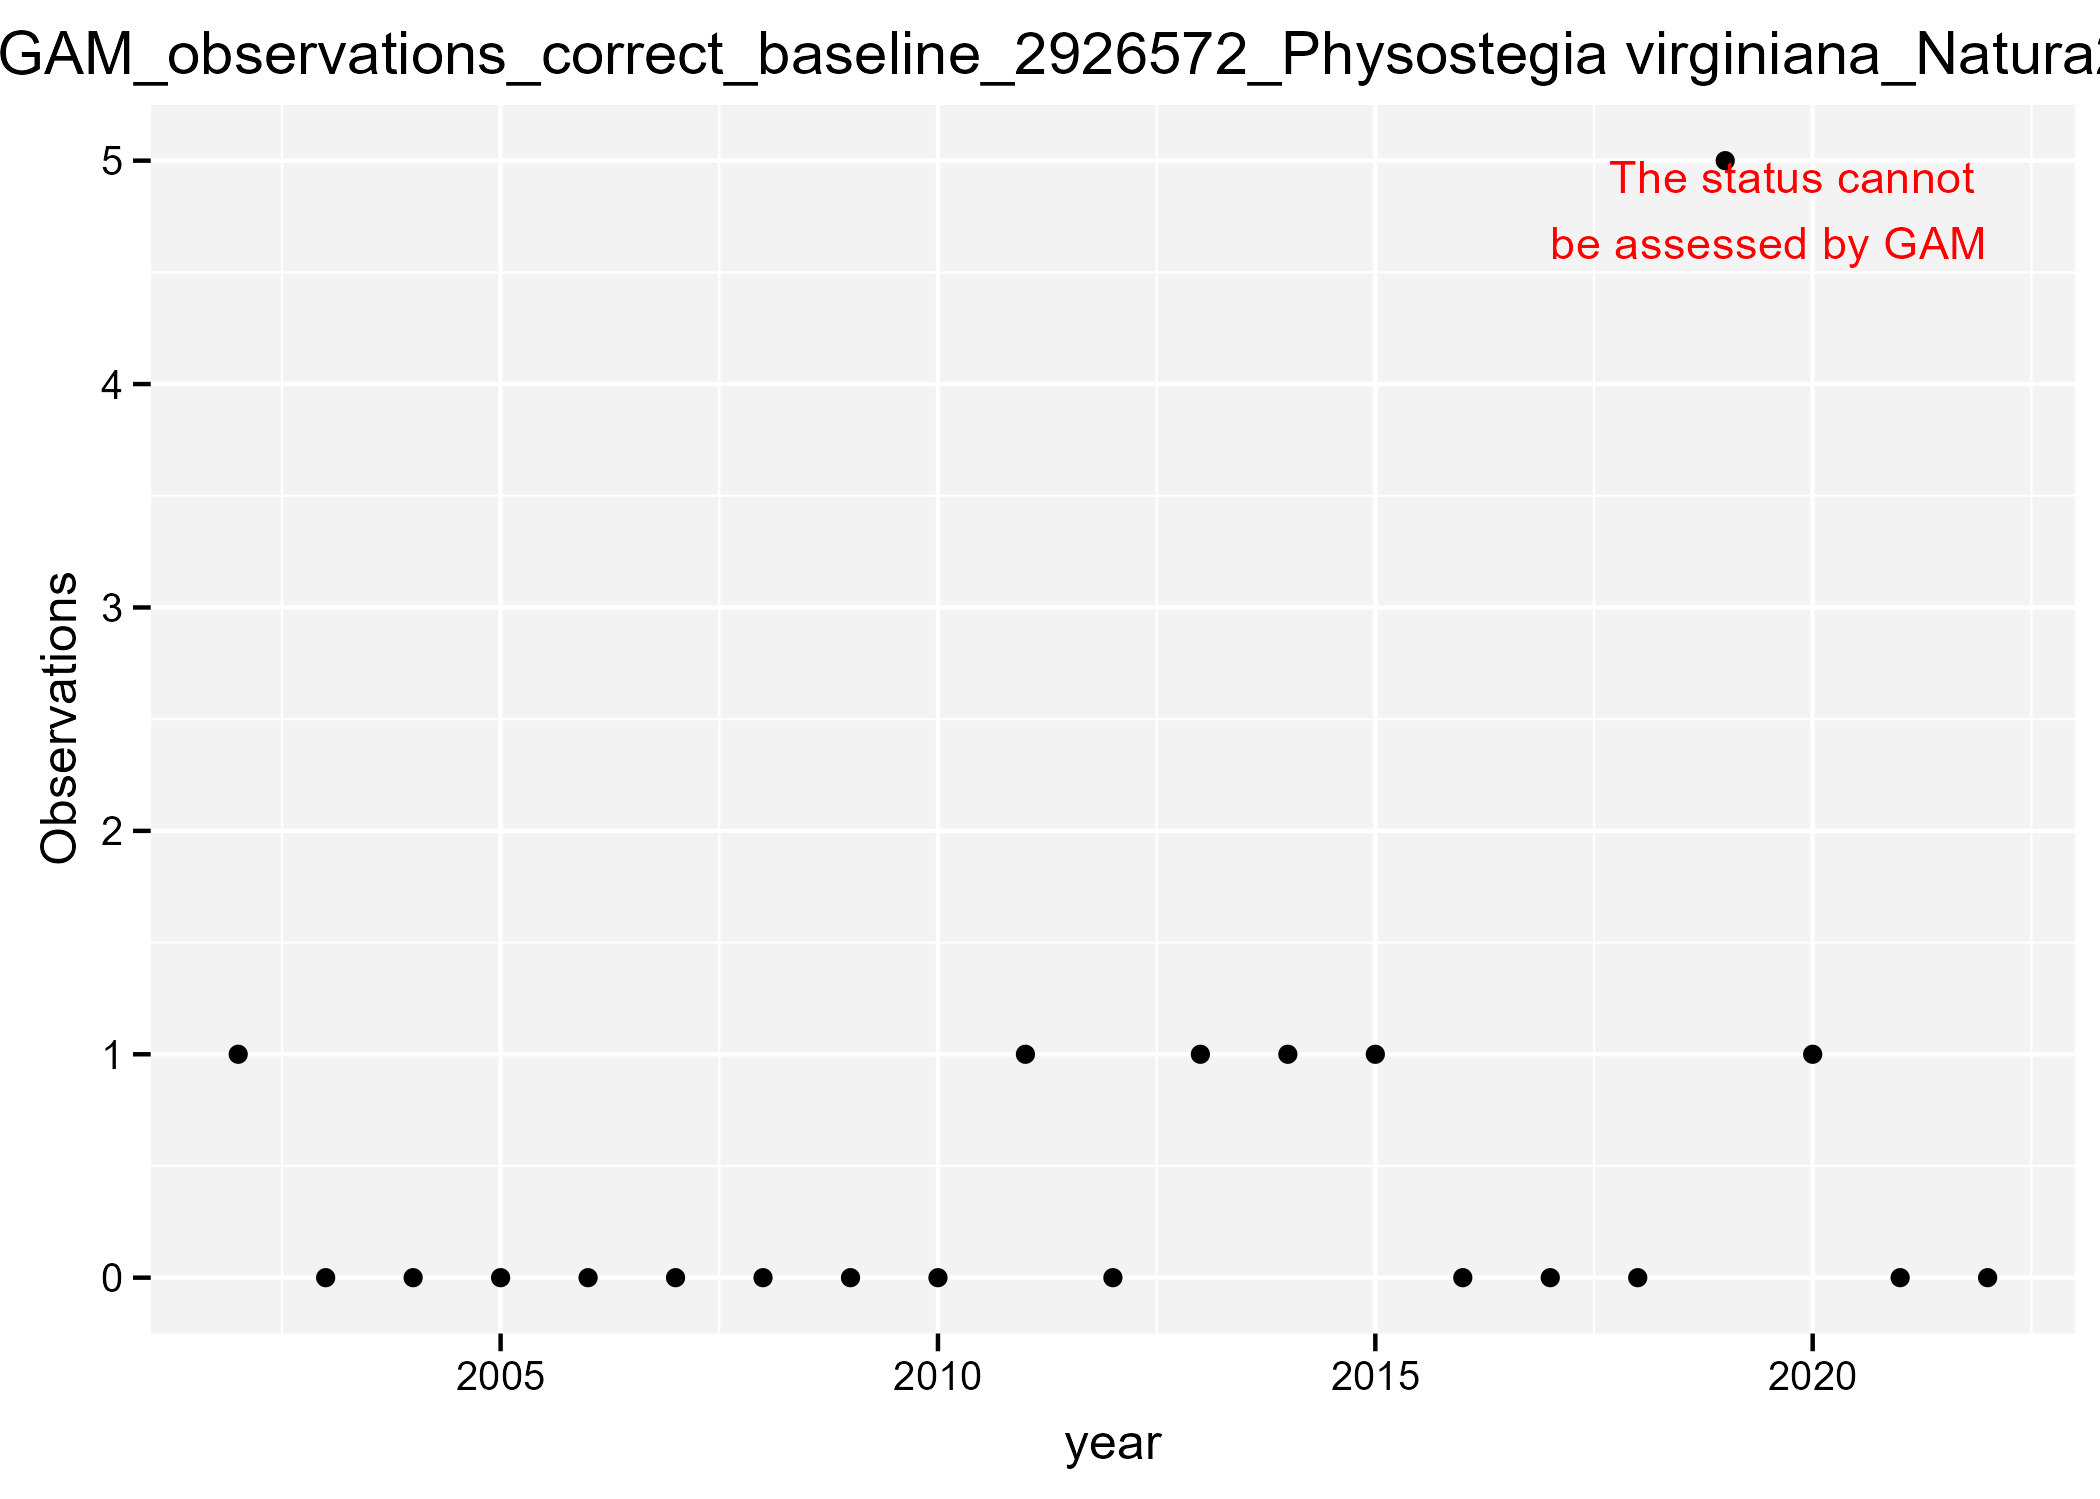 GAM_observations_correct_baseline_2926572_Physostegia virginiana_Natura
The status cannot
be assessed by GAM
Observations
5
4
3
2
1
0
2005 2010 2015 2020
year